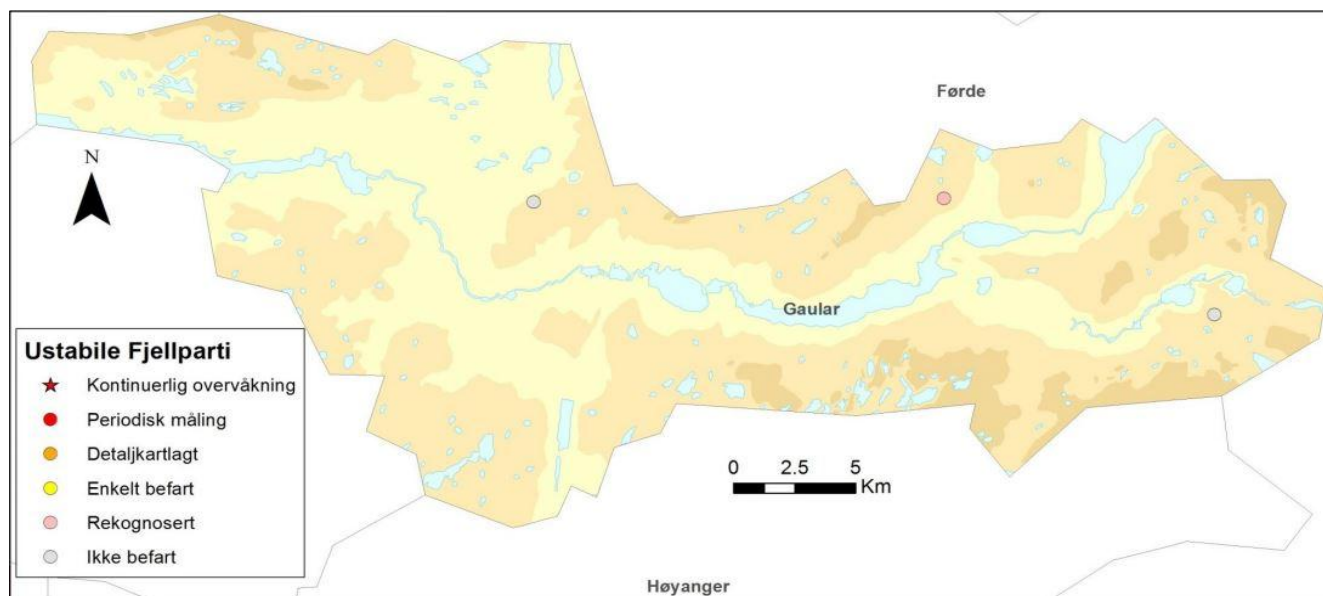 Førde
N
Gaular
Ustabile Fjellparti
Kontinuerlig overvåkning
Periodisk måling
Detaljkartlagt
Enkelt befart
Rekognosert
Ikke befart
0 2.5 5
Km
Høyanger